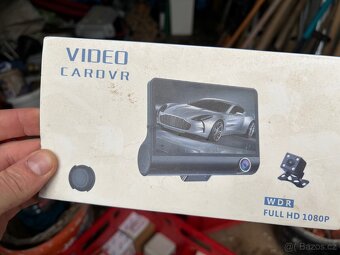 VIDEO
CARDVR
WDR
FULL HD 1080P
Bazos.cz